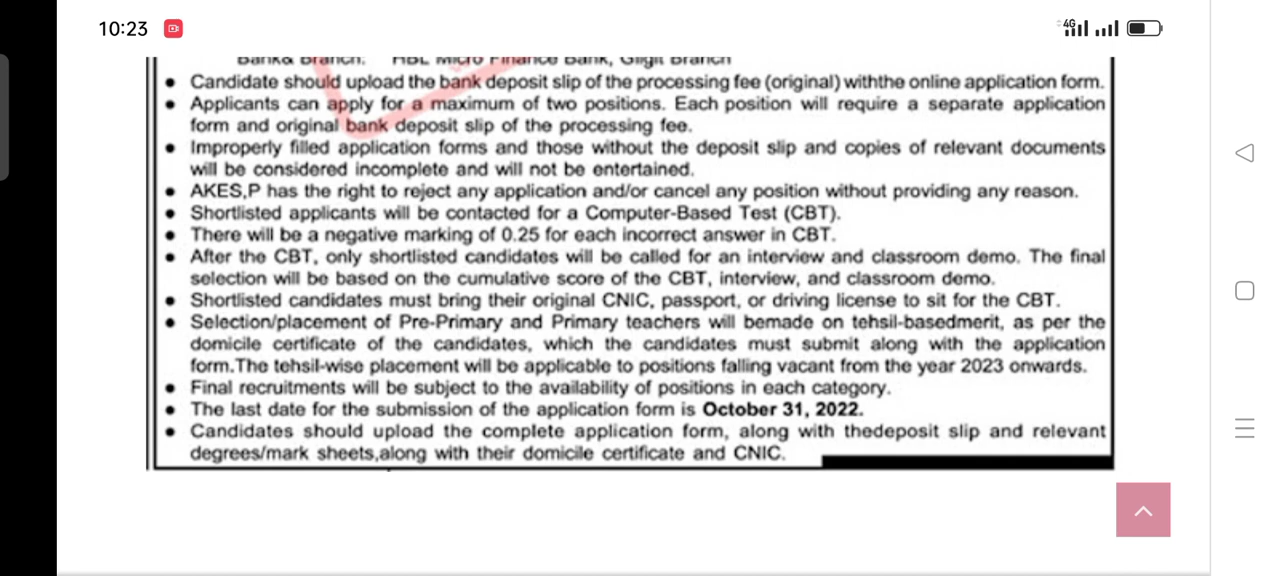 10:23
4G
Bank& Branch: HBL Micro Finance Bank, Gilgit Branch
• Candidate should upload the bank deposit slip of the processing fee (original) withthe online application form.
• Applicants can apply for a maximum of two positions. Each position will require a separate application
form and original bank deposit slip of the processing fee.
• Improperly filled application forms and those without the deposit slip and copies of relevant documents
will be considered incomplete and will not be entertained.
• AKES,P has the right to reject any application and/or cancel any position without providing any reason.
• Shortlisted applicants will be contacted for a Computer-Based Test (CBT).
• There will be a negative marking of 0.25 for each incorrect answer in CBT.
• After the CBT, only shortlisted candidates will be called for an interview and classroom demo. The final
selection will be based on the cumulative score of the CBT, interview, and classroom demo.
• Shortlisted candidates must bring their original CNIC, passport, or driving license to sit for the CBT.
• Selection/placement of Pre-Primary and Primary teachers will bemade on tehsil-basedmerit, as per the
domicile certificate of the candidates, which the candidates must submit along with the application
form.The tehsil-wise placement will be applicable to positions falling vacant from the year 2023 onwards.
• Final recruitments will be subject to the availability of positions in each category.
• The last date for the submission of the application form is October 31, 2022.
• Candidates should upload the complete application form, along with thedeposit slip and relevant
degrees/mark sheets,along with their domicile certificate and CNIC.